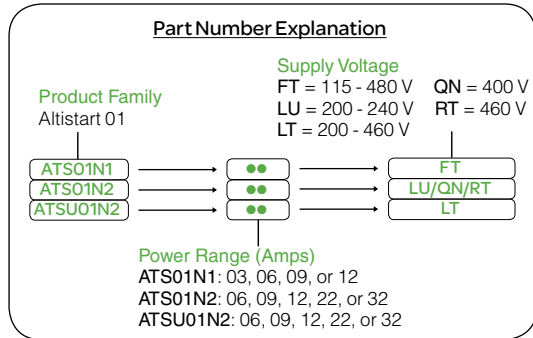 Part Number Explanation
Supply Voltage
FT = 115 - 480 V QN = 400 V
LU = 200 - 240 V RT = 460 V
LT = 200 - 460 V
Product Family
Altistart 01
ATS01N1 •• FT
ATS01N2 •• LU/QN/RT
ATSU01N2 •• LT
Power Range (Amps)
ATS01N1: 03, 06, 09, or 12
ATS01N2: 06, 09, 12, 22, or 32
ATSU01N2: 06, 09, 12, 22, or 32